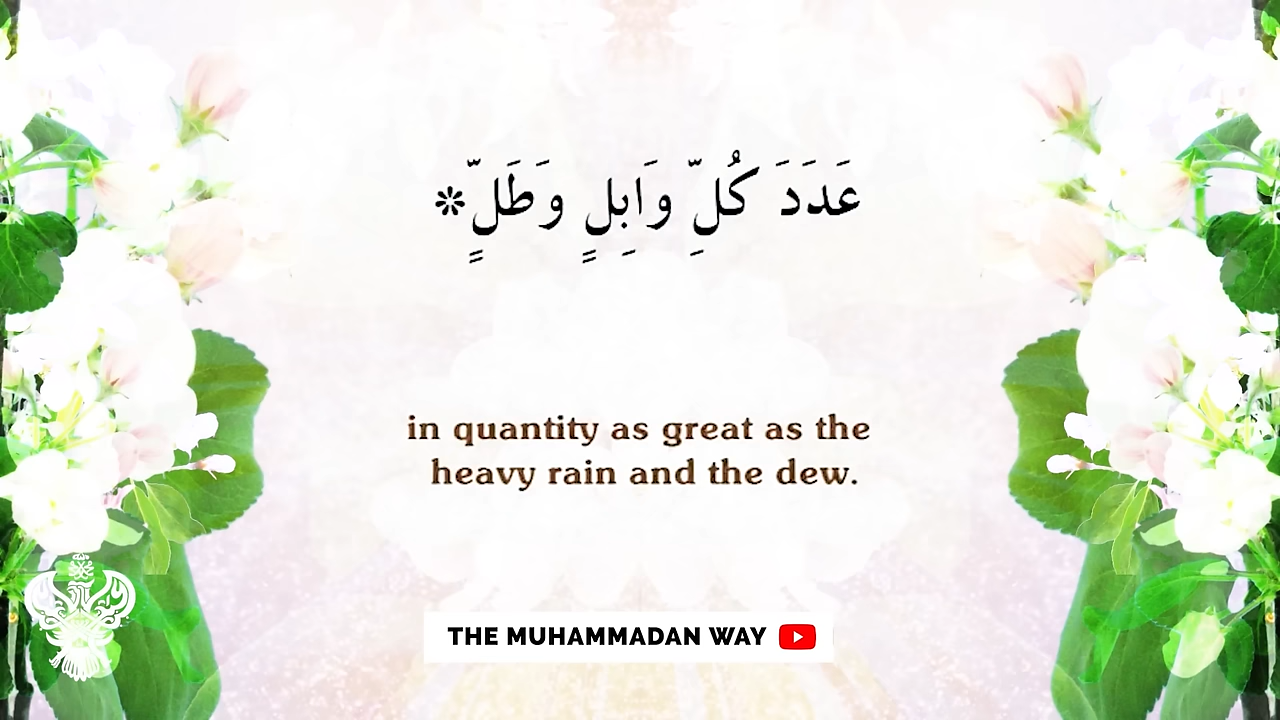 عَدَدَ كُلِّ وَابِلٍ وَطَلٍّ❊
in quantity as great as the
heavy rain and the dew.
THE MUHAMMADAN WAY